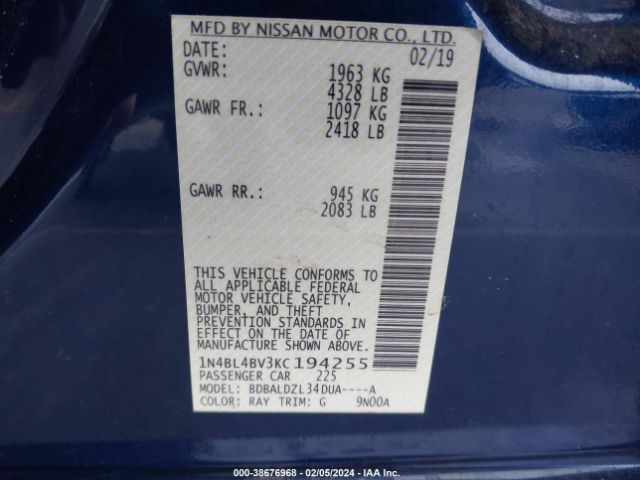 MFD BY NISSAN MOTOR CO., LTD.
DATE: 02/19
GVWR: 1963 KG
4328 LB
GAWR FR.: 1097 KG
2418 LB
GAWR RR.: 945 KG
2083 LB
THIS VEHICLE CONFORMS TO
ALL APPLICABLE FEDERAL
MOTOR VEHICLE SAFETY,
BUMPER, AND THEFT
PREVENTION STANDARDS IN
EFFECT ON THE DATE OF
MANUFACTURE SHOWN ABOVE.
1N4BL4BV3KC194255
PASSENGER CAR 225
MODEL: BDBALDZL34DUA----A
COLOR: RAY TRIM: G 9N00A
000-38676968 - 02/05/2024 - IAA Inc.